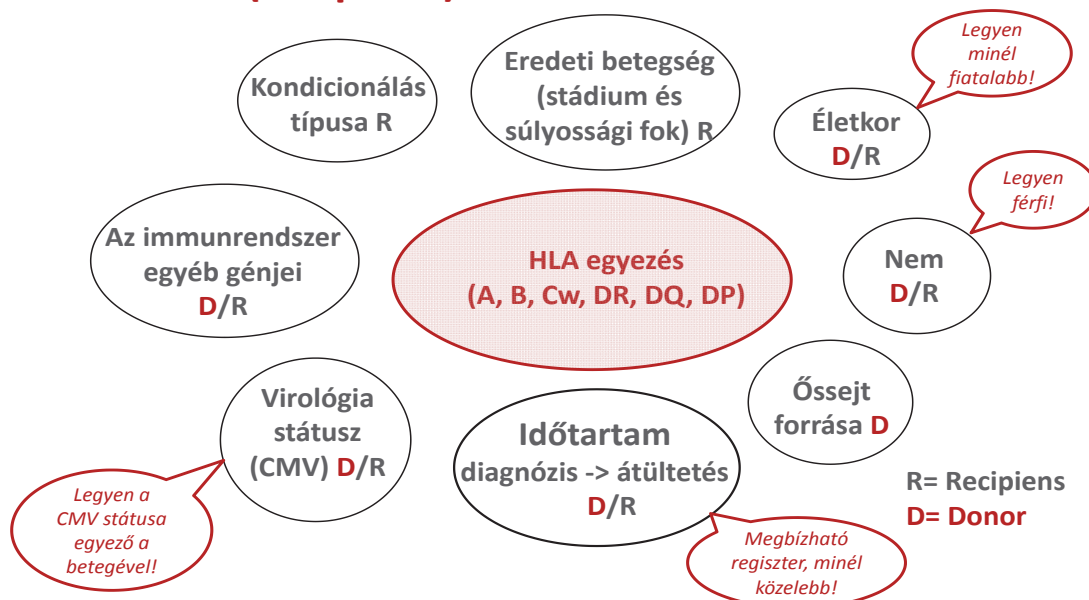 Kondicionálás
típusa R
Eredeti betegség
(stádium és
súlyossági fok) R
Legyen
minél
fiatalabb!
Életkor
D/R
Legyen
férfi!
Az immunrendszer
egyéb génjei
D/R
HLA egyezés
(A, B, Cw, DR, DQ, DP)
Nem
D/R
Virológia
státusz
(CMV) D/R
Időtartam
diagnózis -> átültetés
D/R
Őssejt
forrása D
Legyen a
CMV státusa
egyező a
betegével!
Megbízható
regiszter, minél
közelebb!
R= Recipiens
D= Donor